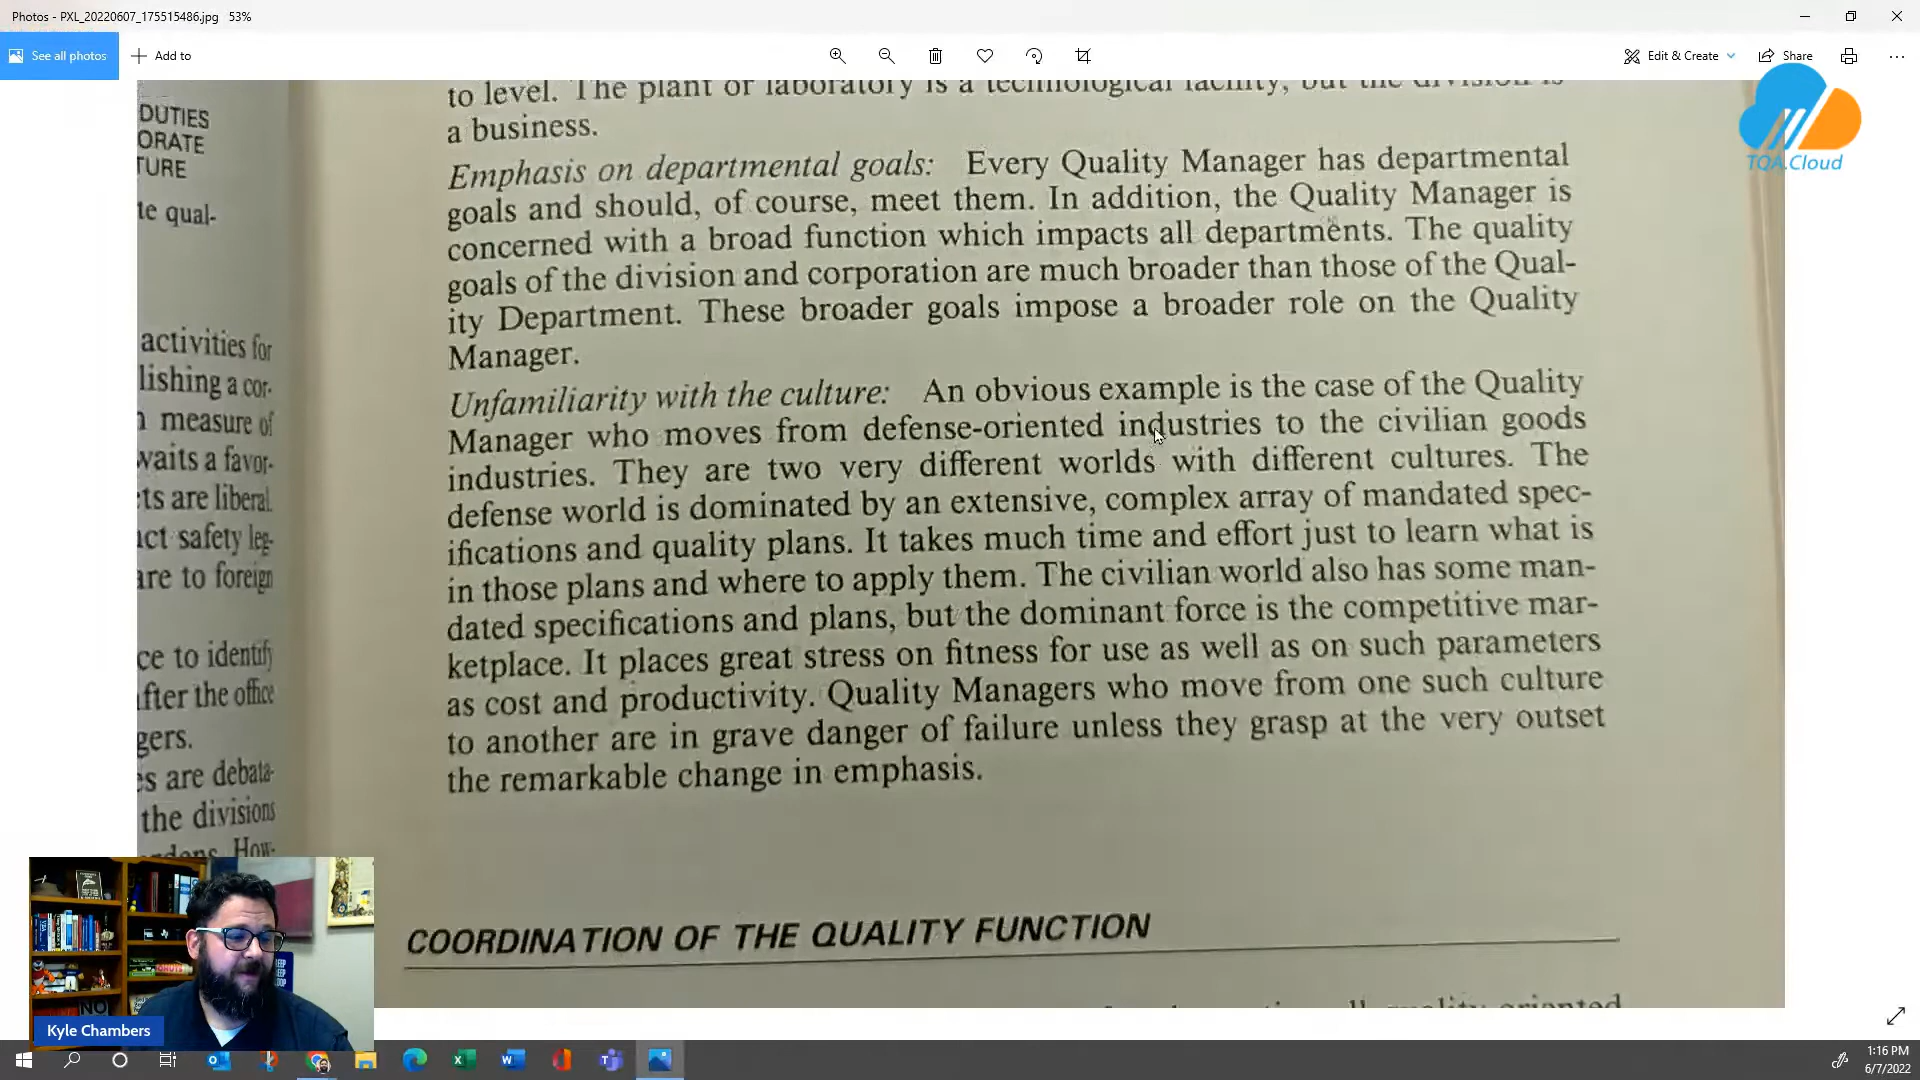 Photos - PXL_20220607_175515486.jpg   53%
See all photos
Add to
Edit & Create
Share
TQA.Cloud
DUTIES
ORATE
TURE
te qual-
activities for
lishing a cor-
measure of
waits a favor-
ts are liberal.
ct safety leg-
are to foreign
ce to identify
fter the office
gers.
s are debata-
the divisions
How-
to level. The plant or laboratory is a technological facility, but the division is
a business.
Emphasis on departmental goals: Every Quality Manager has departmental
goals and should, of course, meet them. In addition, the Quality Manager is
concerned with a broad function which impacts all departments. The quality
goals of the division and corporation are much broader than those of the Qual-
ity Department. These broader goals impose a broader role on the Quality
Manager.
Unfamiliarity with the culture: An obvious example is the case of the Quality
Manager who moves from defense-oriented industries to the civilian goods
industries. They are two very different worlds with different cultures. The
defense world is dominated by an extensive, complex array of mandated spec-
ifications and quality plans. It takes much time and effort just to learn what is
in those plans and where to apply them. The civilian world also has some man-
dated specifications and plans, but the dominant force is the competitive mar-
ketplace. It places great stress on fitness for use as well as on such parameters
as cost and productivity. Quality Managers who move from one such culture
to another are in grave danger of failure unless they grasp at the very outset
the remarkable change in emphasis.
COORDINATION OF THE QUALITY FUNCTION
Kyle Chambers
1:16 PM
6/7/2022